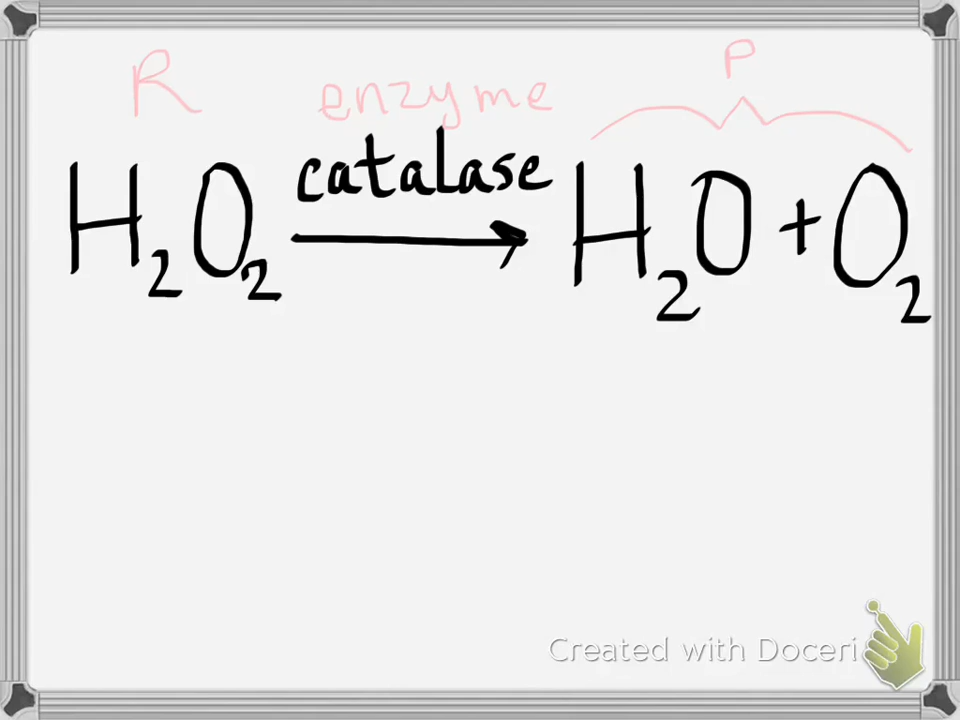 R enzyme P
catalase
H₂O₂ → H₂O + O₂
Created with Doceri